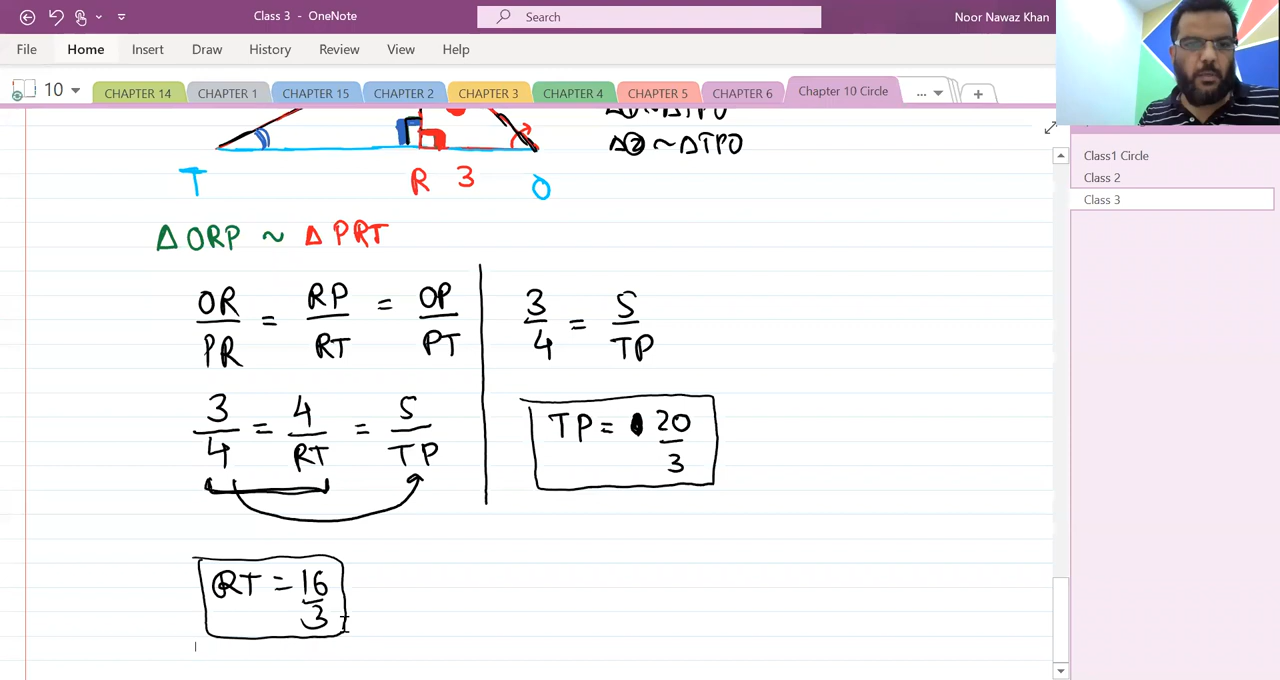 Class 3 - OneNote
Search
Noor Nawaz Khan
File Home Insert Draw History Review View Help
10 CHAPTER 14 CHAPTER 1 CHAPTER 15 CHAPTER 2 CHAPTER 3 CHAPTER 4 CHAPTER 5 CHAPTER 6 Chapter 10 Circle ... +
Class1 Circle
Class 2
Class 3
Δ② ~ ΔTPO
T R 3 O
Δ ORP ~ Δ PRT
OR/PR = RP/RT = OP/PT
3/4 = 4/RT = 5/TP
RT = 16/3
3/4 = 5/TP
TP = 20/3